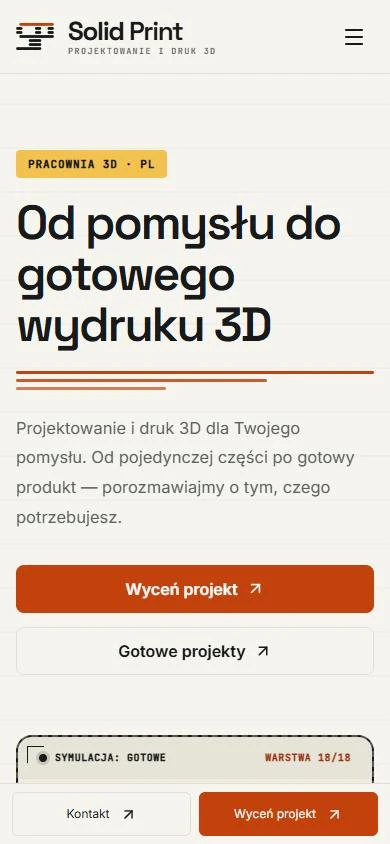 Solid Print
PROJEKTOWANIE I DRUK 3D
PRACOWNIA 3D · PL
Od pomysłu do
gotowego
wydruku 3D
Projektowanie i druk 3D dla Twojego
pomysłu. Od pojedynczej części po gotowy
produkt — porozmawiajmy o tym, czego
potrzebujesz.
Wyceń projekt
Gotowe projekty
SYMULACJA: GOTOWE
WARSTWA 18/18
Kontakt
Wyceń projekt